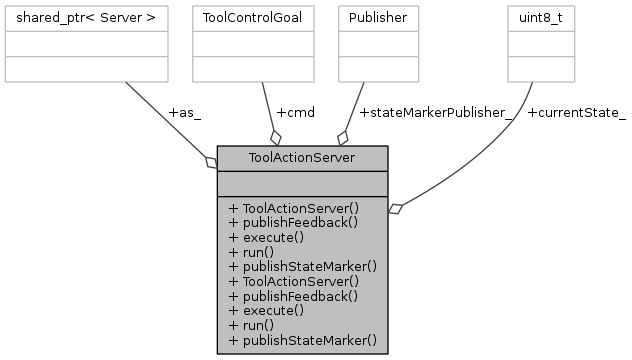 shared_ptr< Server >
ToolControlGoal
Publisher
uint8_t
+as_
+cmd
+stateMarkerPublisher_
+currentState_
ToolActionServer
+ ToolActionServer()
+ publishFeedback()
+ execute()
+ run()
+ publishStateMarker()
+ ToolActionServer()
+ publishFeedback()
+ execute()
+ run()
+ publishStateMarker()